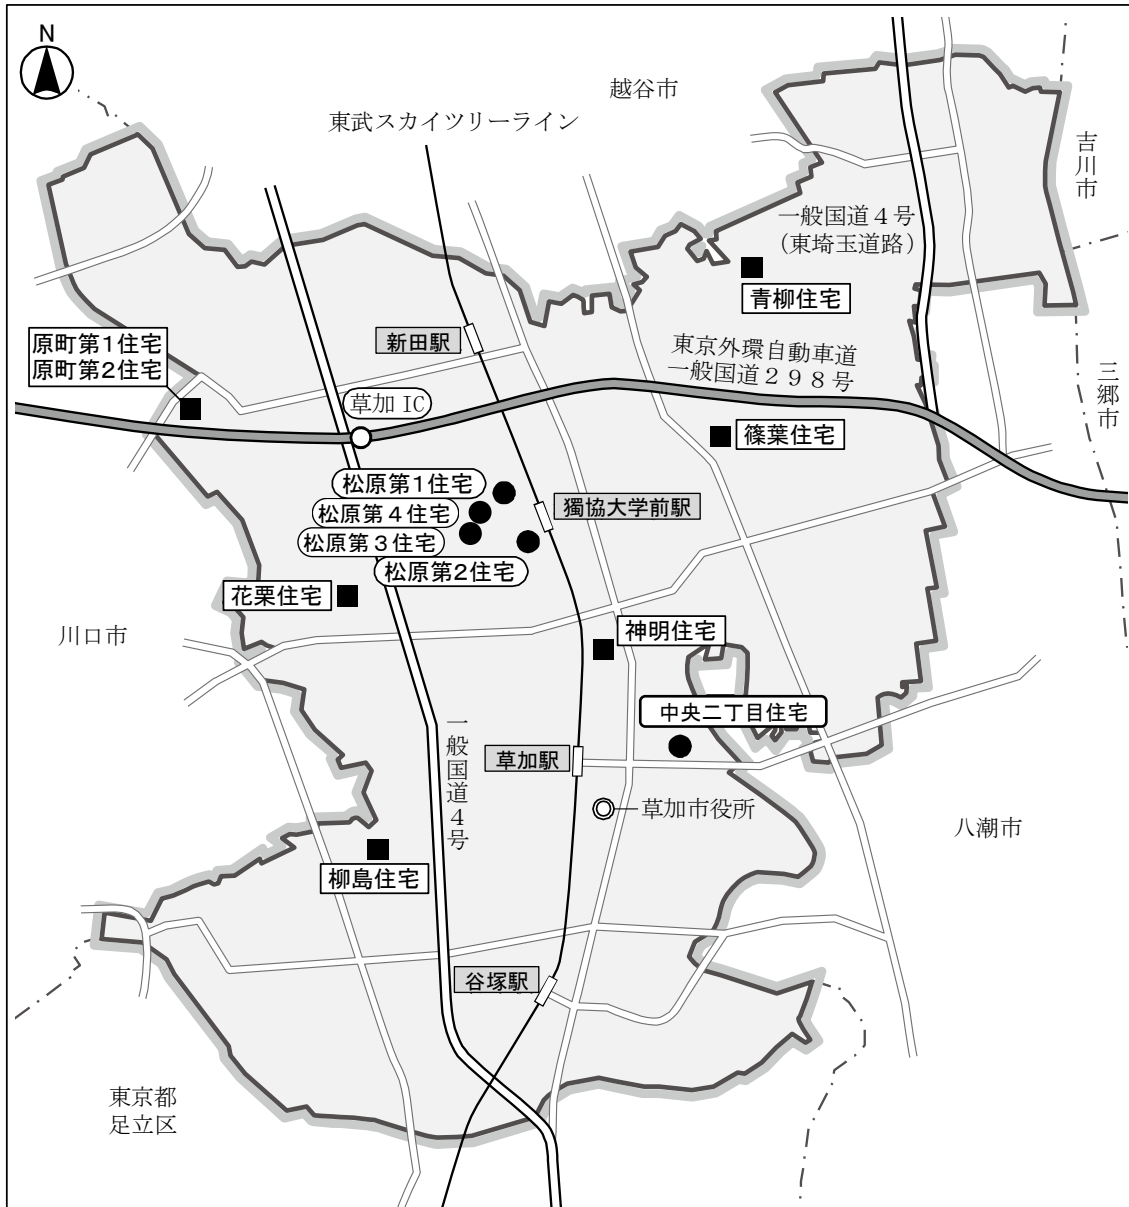 N
越谷市
東武スカイツリーライン
吉川市
一般国道４号
（東埼玉道路）
青柳住宅
新田駅
原町第1住宅
原町第2住宅
東京外環自動車道
一般国道２９８号
三郷市
草加 IC
篠葉住宅
松原第1住宅
松原第４住宅
獨協大学前駅
松原第３住宅
松原第2住宅
花栗住宅
川口市
神明住宅
中央二丁目住宅
一般国道４号
草加駅
草加市役所
八潮市
柳島住宅
谷塚駅
東京都
足立区